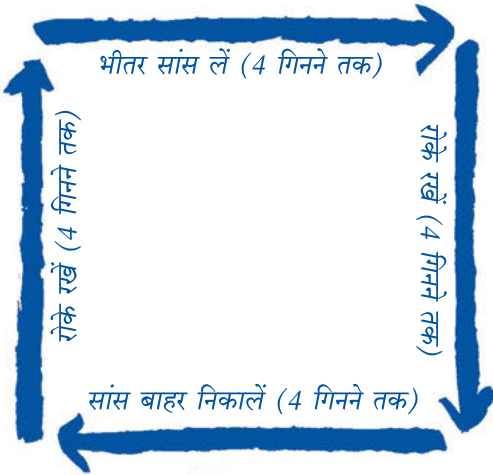 भीतर सांस लें (4 गिनने तक)
रोके रखें (4 गिनने तक)
सांस बाहर निकालें (4 गिनने तक)
रोके रखें (4 गिनने तक)